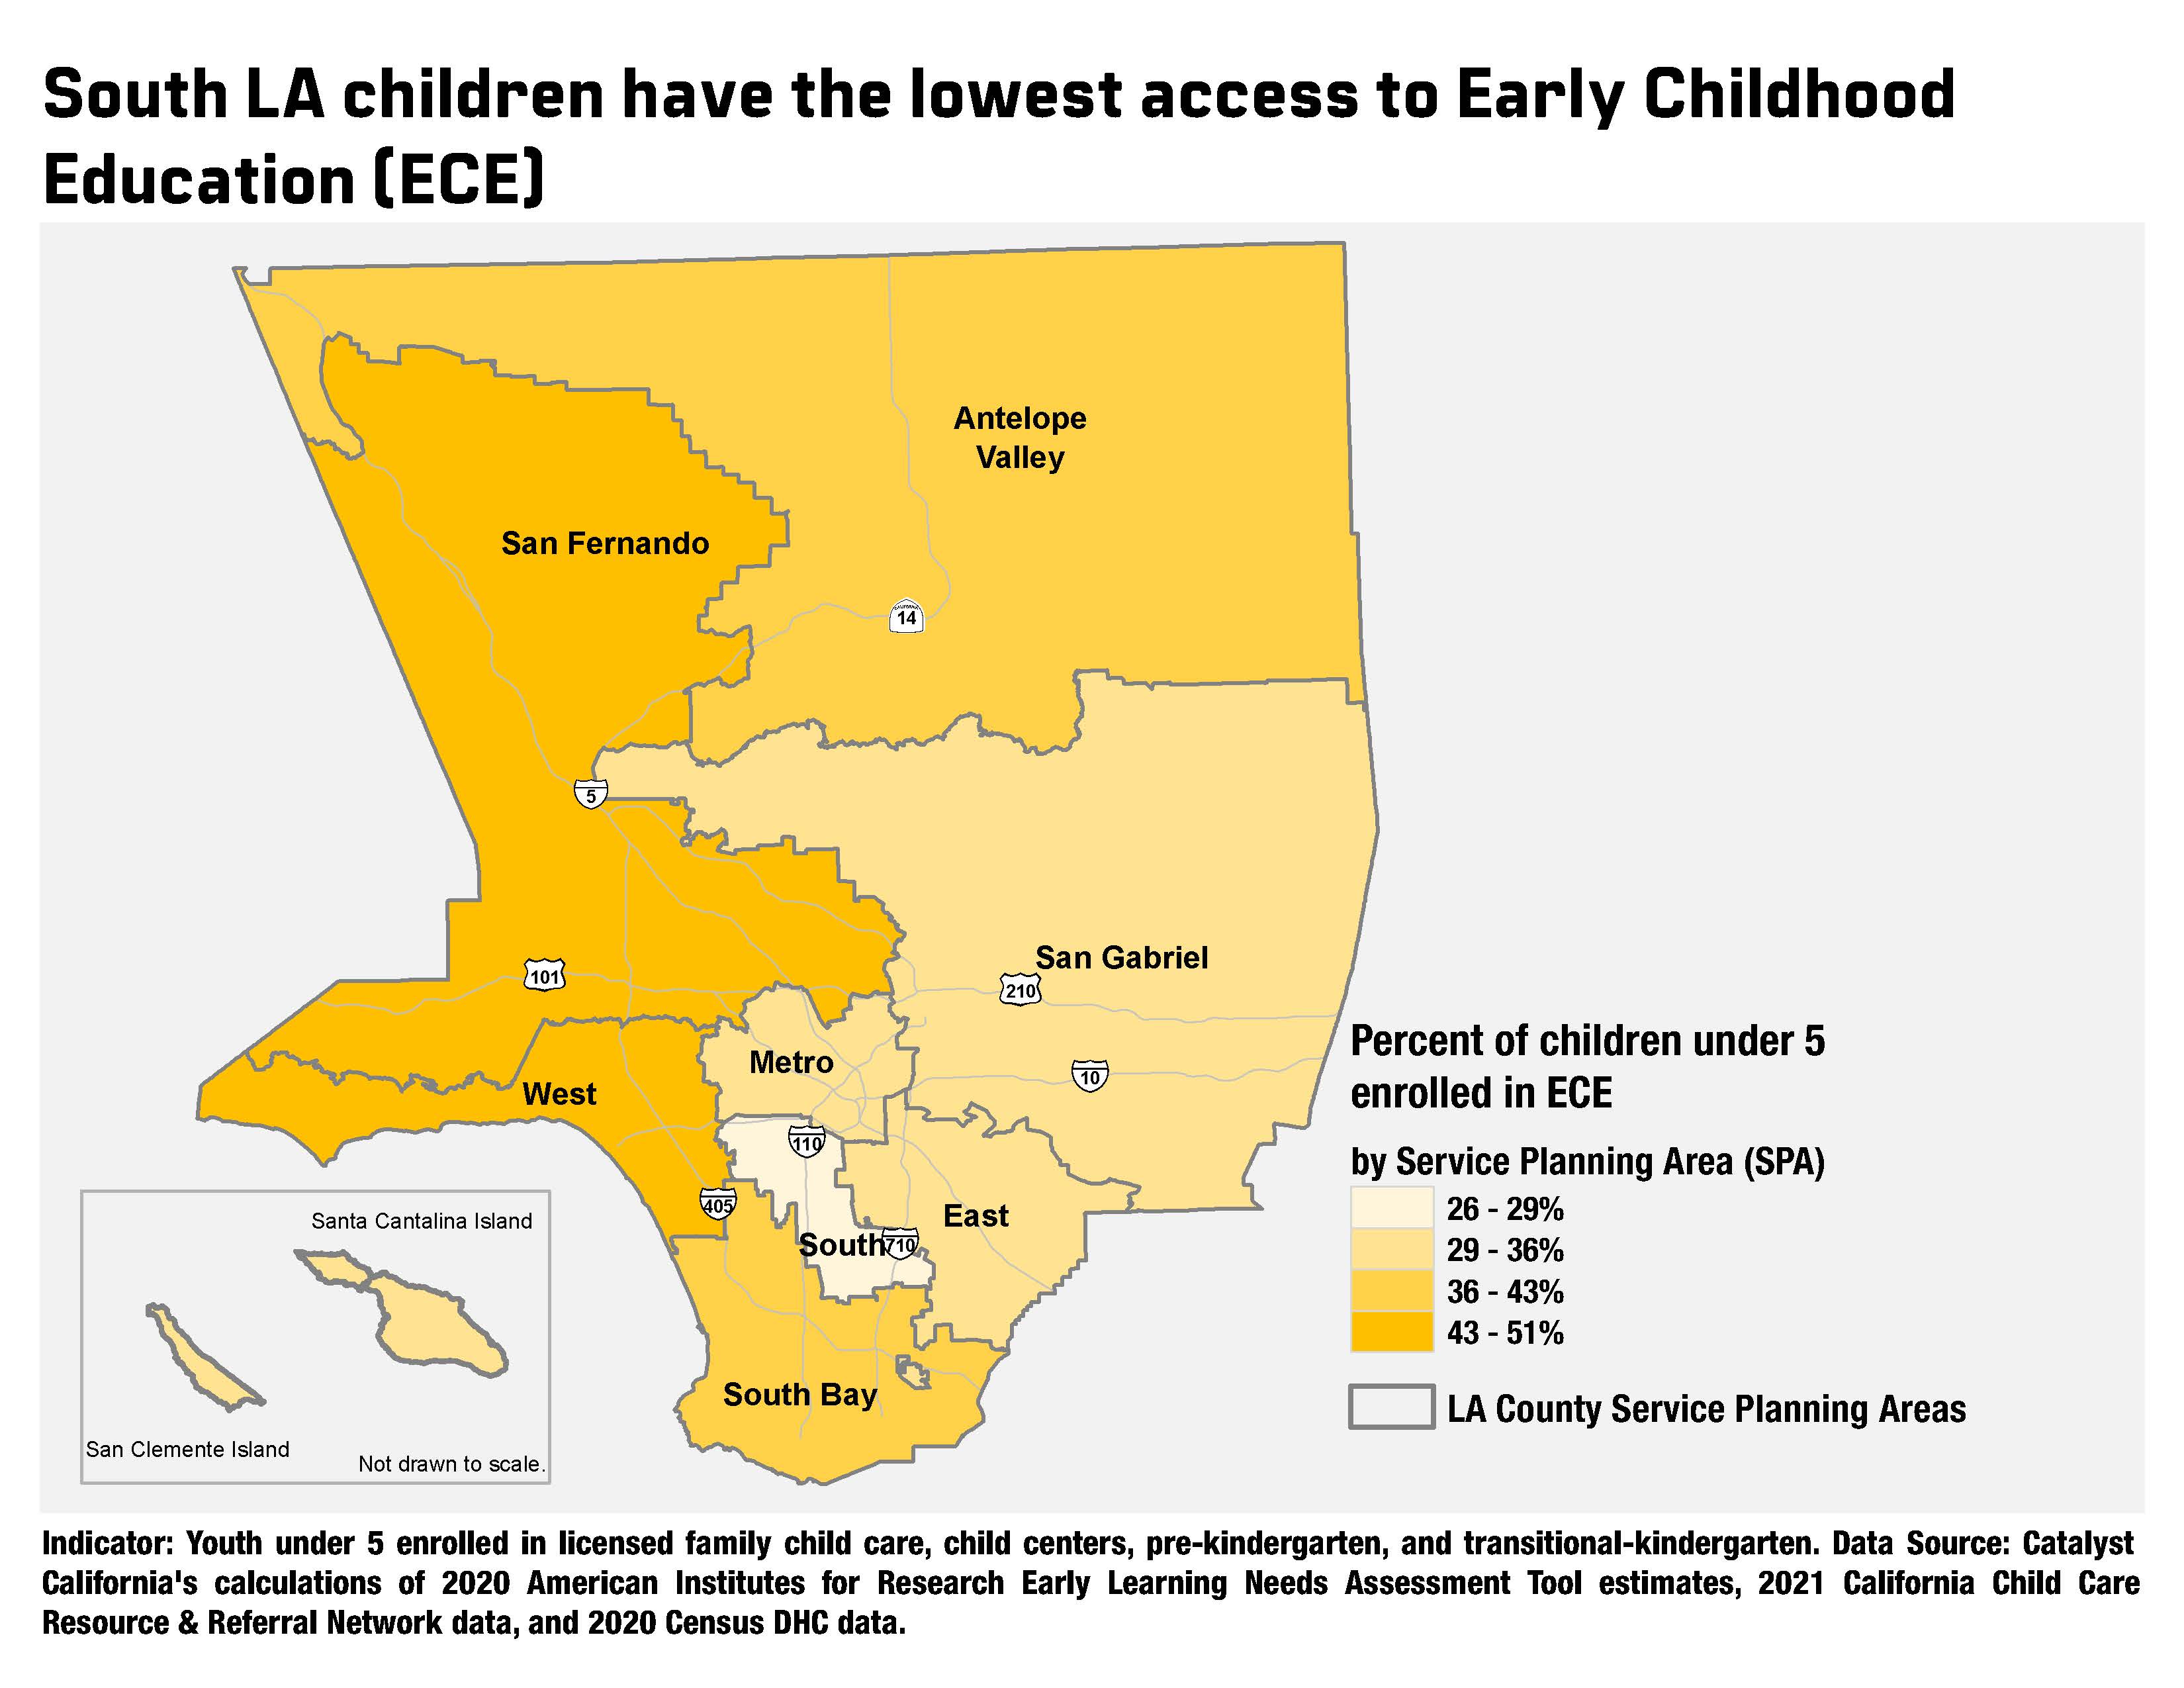 South LA children have the lowest access to Early Childhood
Education (ECE)
Antelope
Valley
San Fernando
CALIFORNIA
14
5
San Gabriel
101
210
Metro
10
West
110
405
East
South
710
South Bay
Santa Cantalina Island
San Clemente Island
Not drawn to scale.
Percent of children under 5
enrolled in ECE
by Service Planning Area (SPA)
26 - 29%
29 - 36%
36 - 43%
43 - 51%
LA County Service Planning Areas
Indicator: Youth under 5 enrolled in licensed family child care, child centers, pre-kindergarten, and transitional-kindergarten. Data Source: Catalyst
California's calculations of 2020 American Institutes for Research Early Learning Needs Assessment Tool estimates, 2021 California Child Care
Resource & Referral Network data, and 2020 Census DHC data.